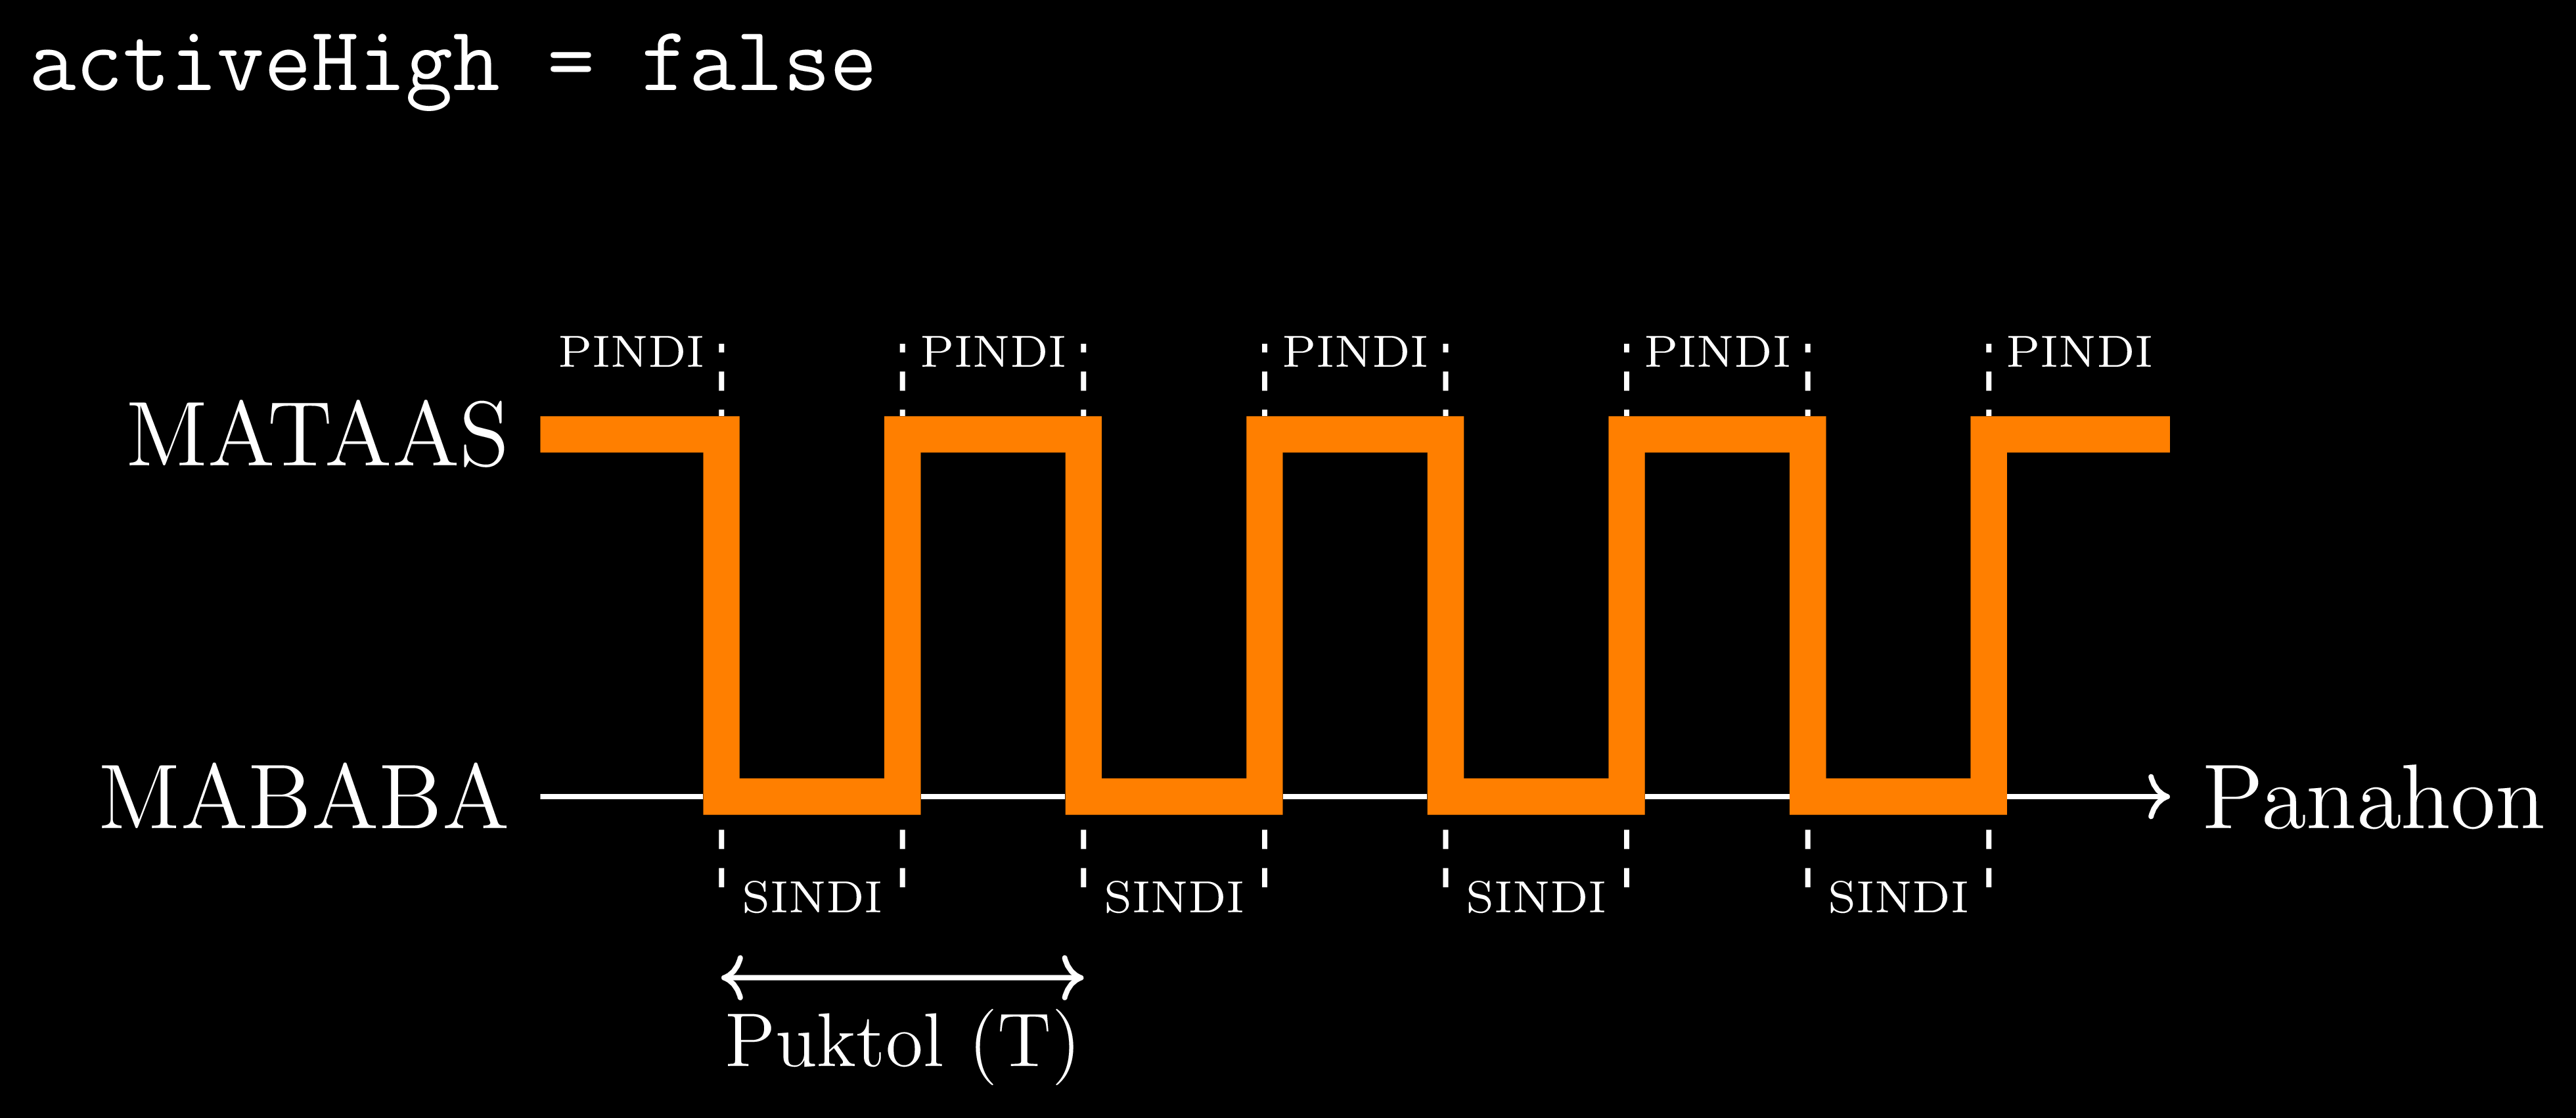 activeHigh = false
PINDI PINDI PINDI PINDI PINDI
MATAAS
MABABA Panahon
SINDI SINDI SINDI SINDI
Puktol (T)